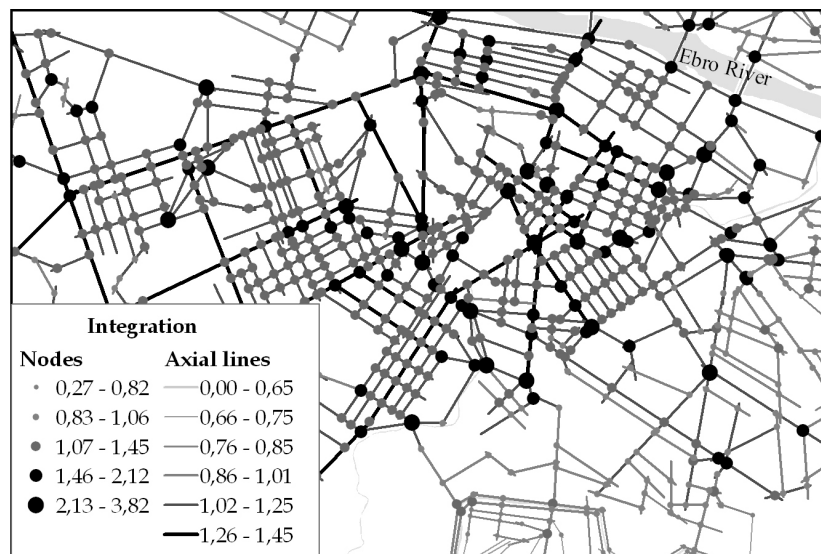 Ebro River
Integration
Nodes Axial lines
0,27 - 0,82 0,00 - 0,65
0,83 - 1,06 0,66 - 0,75
1,07 - 1,45 0,76 - 0,85
1,46 - 2,12 0,86 - 1,01
2,13 - 3,82 1,02 - 1,25
1,26 - 1,45